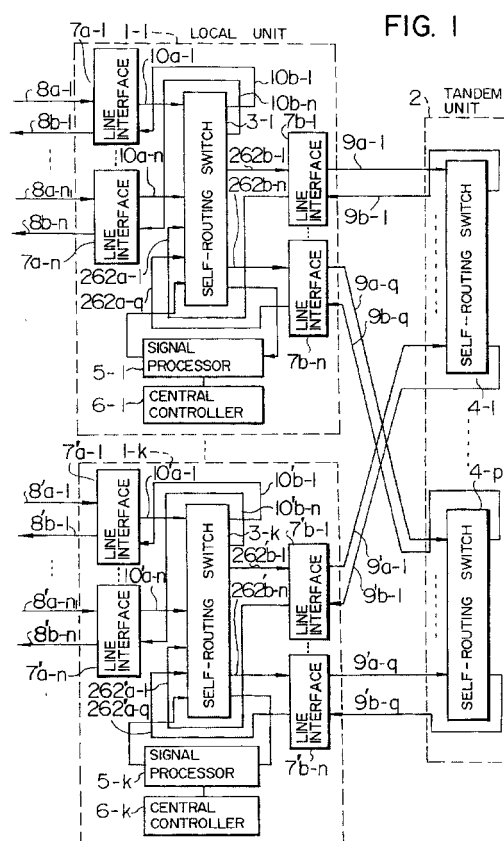 FIG. 1
7a-1
1-1
10a-1
LOCAL UNIT
10b-1
10b-n
3-1
7b-1
2
TANDEM UNIT
8a-1
8b-1
LINE INTERFACE
10a-n
262b-1
262b-n
9a-1
9b-1
SELF-ROUTING SWITCH
LINE INTERFACE
SELF-ROUTING SWITCH
8a-n
8b-n
LINE INTERFACE
7a-n
262a-1
262a-q
LINE INTERFACE
9a-q
9b-q
7b-n
5-1
SIGNAL PROCESSOR
6-1
CENTRAL CONTROLLER
4-1
7'a-1
1-k
10'a-1
10'b-1
10'b-n
3-k
7'b-1
4-p
8'a-1
8'b-1
LINE INTERFACE
10'a-n
262'b-1
262'b-n
9'a-1
9'b-1
SELF-ROUTING SWITCH
LINE INTERFACE
SELF-ROUTING SWITCH
8'a-n
8'b-n
LINE INTERFACE
7'a-n
262'a-1
262'a-q
LINE INTERFACE
9'a-q
9'b-q
7'b-n
5-k
SIGNAL PROCESSOR
6-k
CENTRAL CONTROLLER